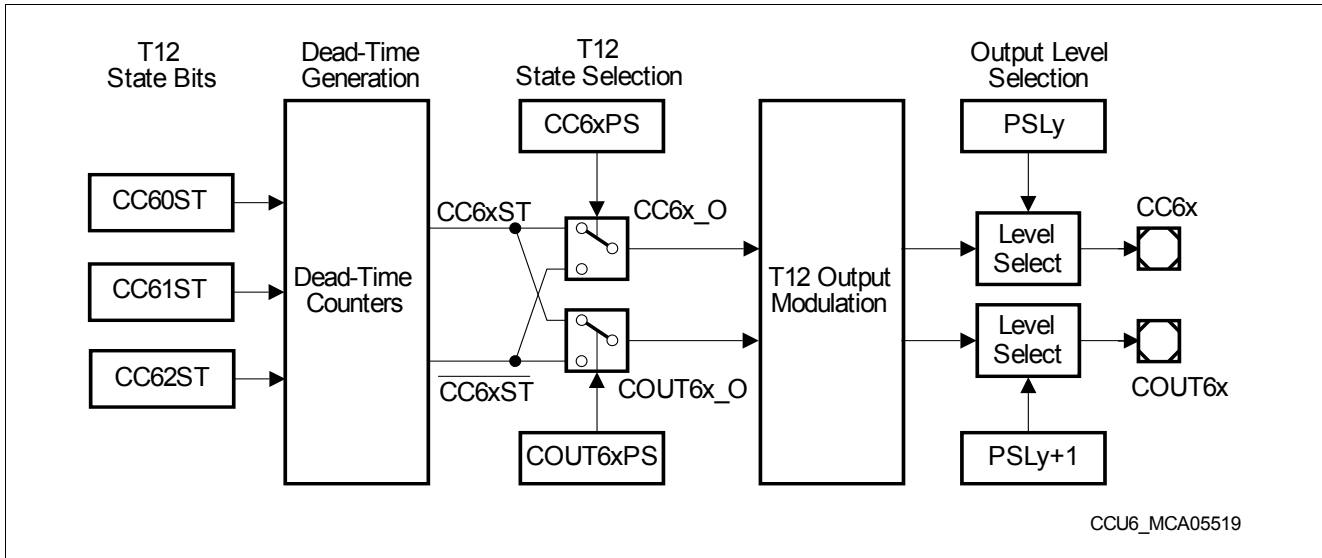 T12
State Bits
Dead-Time
Generation
T12
State Selection
Output Level
Selection
CC6xPS
PSLy
CC60ST
CC61ST
CC62ST
Dead-Time
Counters
CC6xST
CC6xST
CC6x_O
COUT6x_O
COUT6xPS
T12 Output
Modulation
Level
Select
Level
Select
CC6x
COUT6x
PSLy+1
CCU6_MCA05519